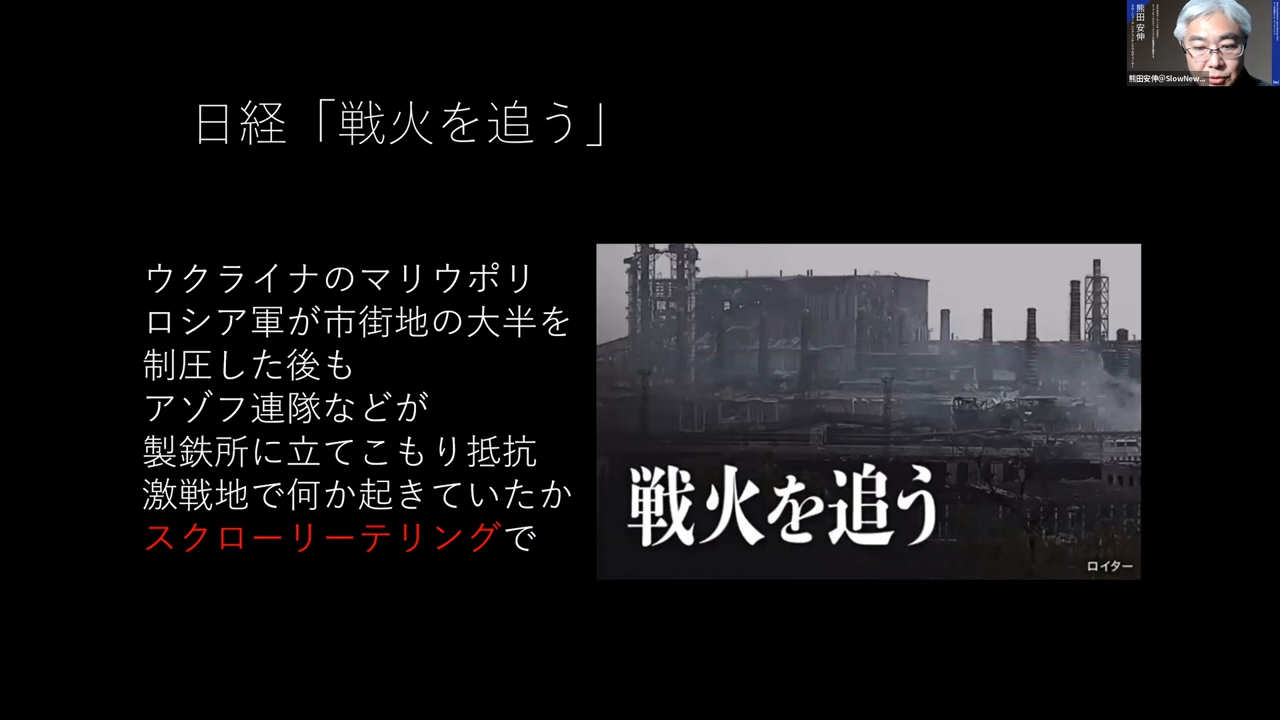 日経「戦火を追う」
ウクライナのマリウポリ
ロシア軍が市街地の大半を
制圧した後も
アゾフ連隊などが
製鉄所に立てこもり抵抗
激戦地で何か起きていたか
スクローリーテリングで
戦火を追う
ロイター
熊田 安伸
熊田安伸@SlowNew...